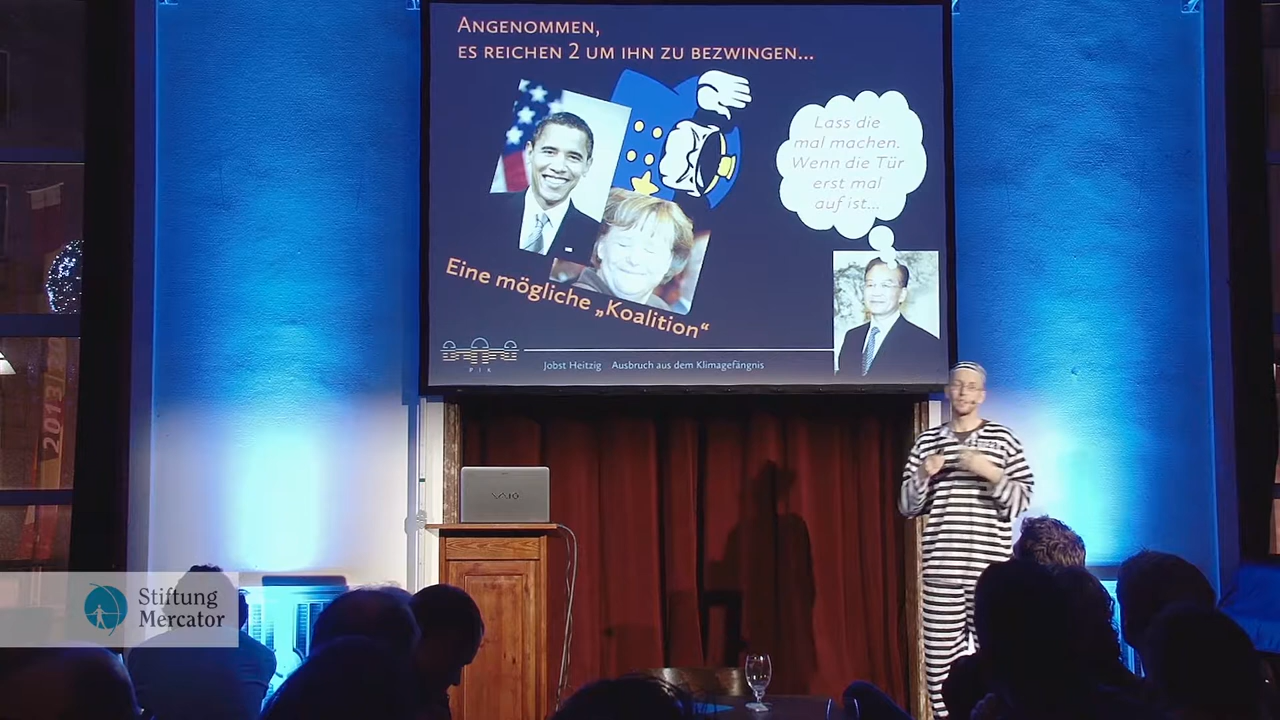 ANGENOMMEN,
ES REICHEN 2 UM IHN ZU BEZWINGEN...
Lass die
mal machen.
Wenn die Tür
erst mal
auf ist...
Eine mögliche „Koalition“
PIK
Jobst Heitzig Ausbruch aus dem Klimagefängnis
2013
VAIO
Stiftung
Mercator